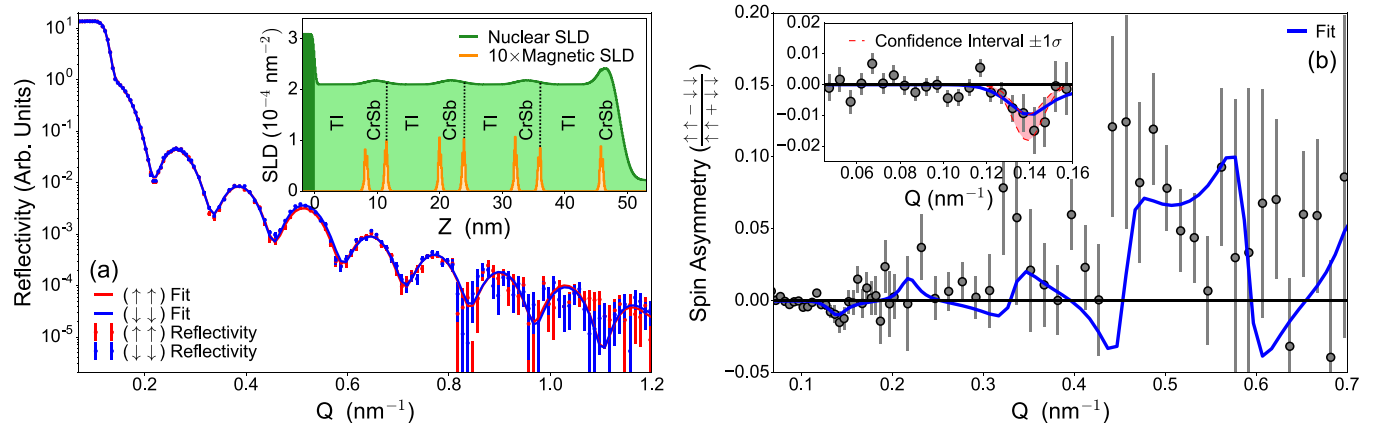 Reflectivity (Arb. Units)
10¹
10⁰
10⁻¹
10⁻²
10⁻³
10⁻⁴
10⁻⁵
(a)
(↑↑) Fit
(↓↓) Fit
(↑↑) Reflectivity
(↓↓) Reflectivity
0.2 0.4 0.6 0.8 1.0 1.2
Q (nm⁻¹)
SLD (10⁻⁴ nm⁻²)
3
2
1
0
Nuclear SLD
10×Magnetic SLD
TI CrSb TI CrSb TI CrSb TI CrSb
0 10 20 30 40 50
Z (nm)
Spin Asymmetry (↑↑ − ↓↓ / ↑↑ + ↓↓)
0.20
0.15
0.10
0.05
0.00
−0.05
Fit
(b)
0.1 0.2 0.3 0.4 0.5 0.6 0.7
Q (nm⁻¹)
Confidence Interval ±1σ
0.01
0.00
−0.01
−0.02
0.06 0.08 0.10 0.12 0.14 0.16
Q (nm⁻¹)